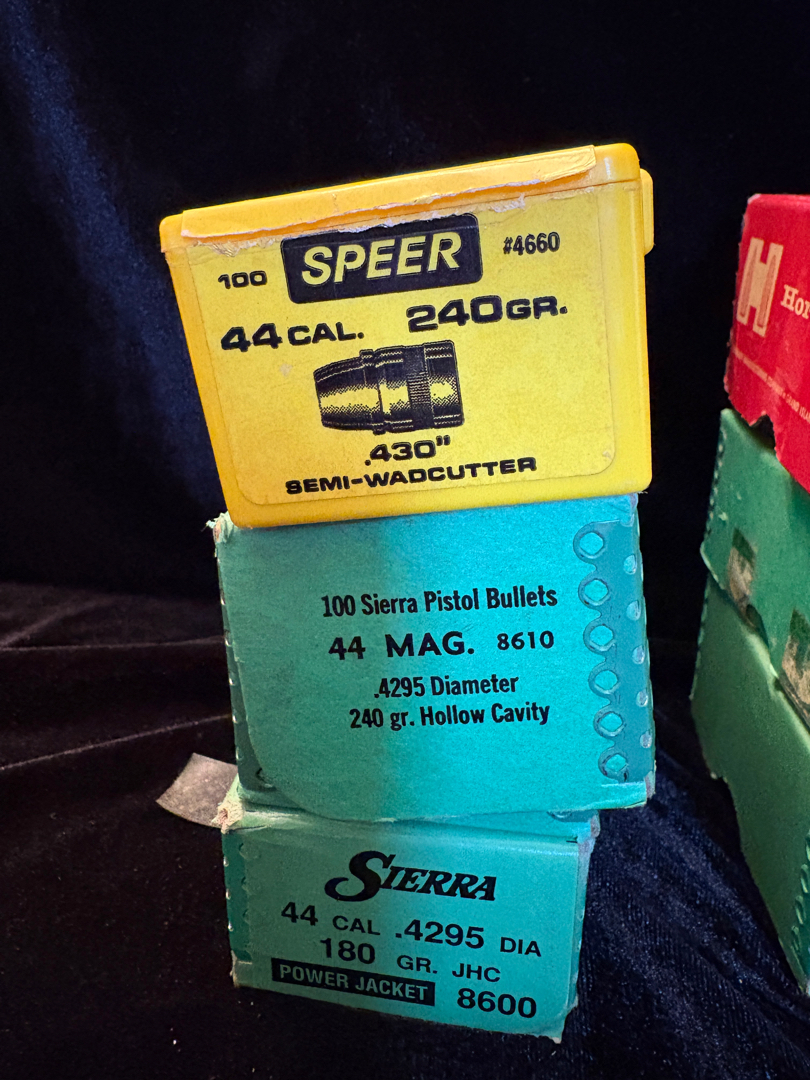 100 SPEER #4660
44 CAL. 240 GR.
.430"
SEMI-WADCUTTER
100 Sierra Pistol Bullets
44 MAG. 8610
.4295 Diameter
240 gr. Hollow Cavity
SIERRA
44 CAL .4295 DIA
180 GR. JHC
POWER JACKET 8600
H